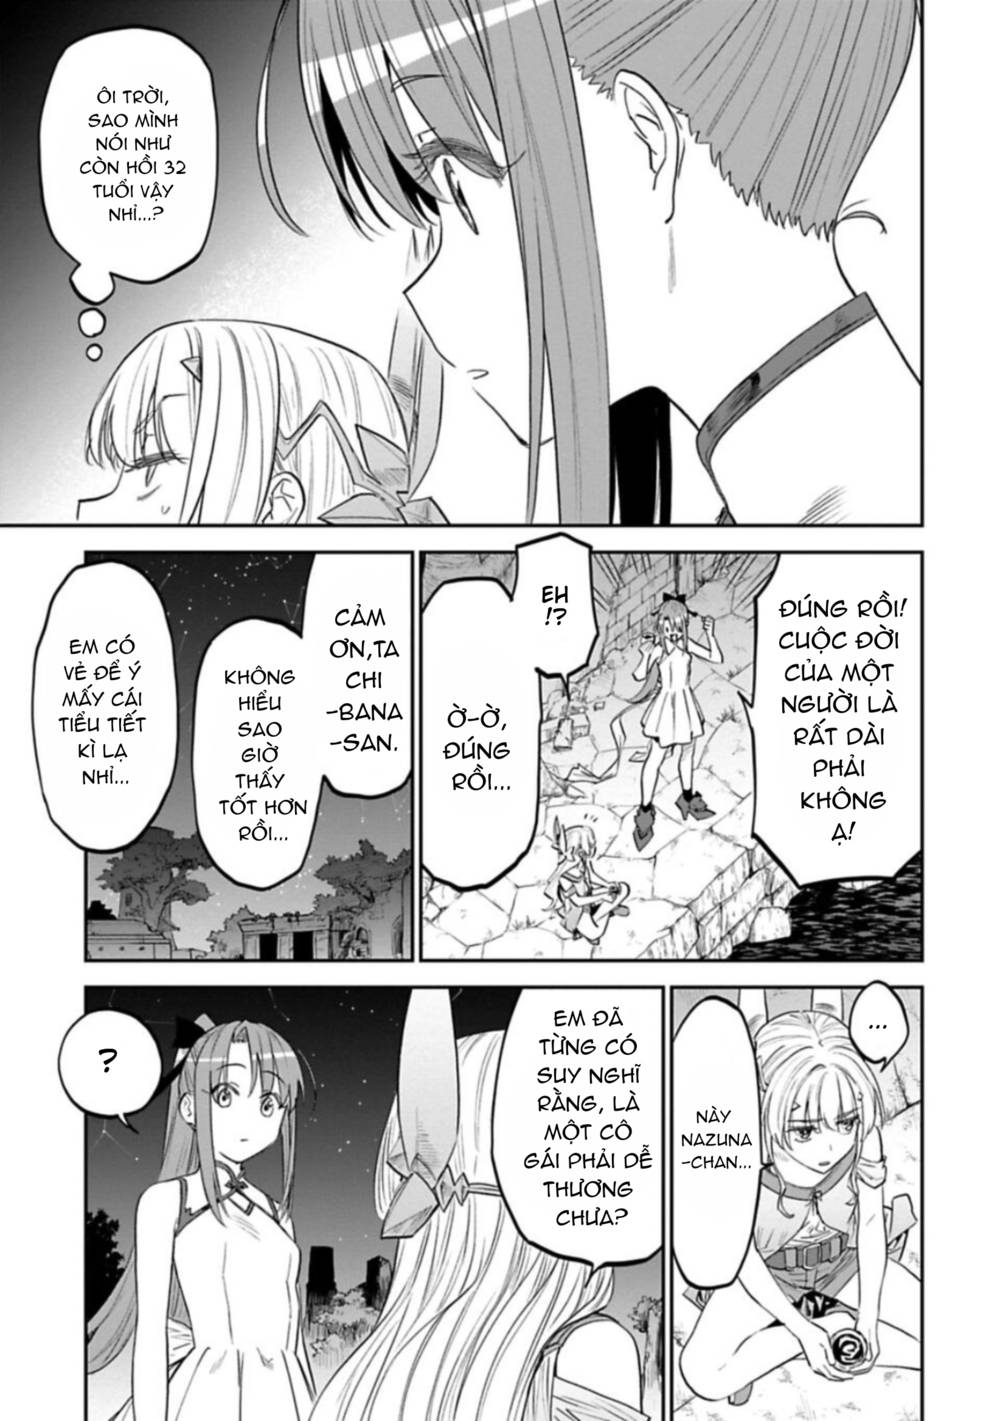 ÔI TRỜI,
SAO MÌNH
NÓI NHƯ
CÒN HỒI 32
TUỔI VẬY
NHỈ...?
ĐÚNG RỒI!
CUỘC ĐỜI
CỦA MỘT
NGƯỜI LÀ
RẤT DÀI
PHẢI
KHÔNG
Ạ!
EH
!?
Ờ-Ờ,
ĐÚNG
RỒI...
CẢM
ƠN,TA
CHI
-BANA
-SAN.
KHÔNG
HIỂU
SAO
GIỜ
THẤY
TỐT HƠN
RỒI...
EM CÓ
VẺ ĐỂ Ý
MẤY CÁI
TIỂU TIẾT
KÌ LẠ
NHỈ...
...
NÀY
NAZUNA
-CHAN...
EM ĐÃ
TỪNG CÓ
SUY NGHĨ
RẰNG, LÀ
MỘT CÔ
GÁI PHẢI DỄ
THƯƠNG
CHƯA?
?